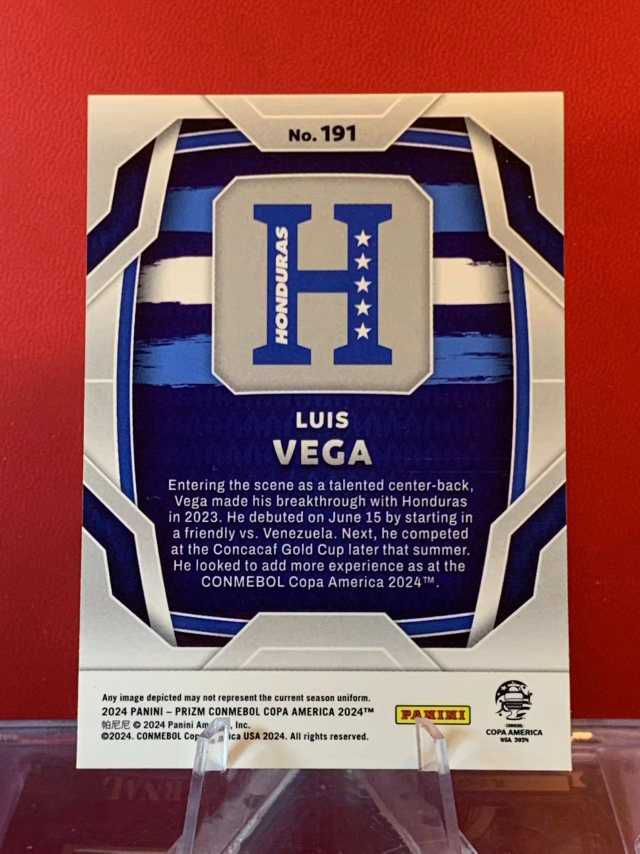 No. 191
HONDURAS
H
LUIS
VEGA
Entering the scene as a talented center-back,
Vega made his breakthrough with Honduras
in 2023. He debuted on June 15 by starting in
a friendly vs. Venezuela. Next, he competed
at the Concacaf Gold Cup later that summer.
He looked to add more experience as at the
CONMEBOL Copa America 2024™.
Any image depicted may not represent the current season uniform.
2024 PANINI – PRIZM CONMEBOL COPA AMERICA 2024™
帕尼尼 © 2024 Panini Am , Inc.
©2024. CONMEBOL Cop ica USA 2024. All rights reserved.
PANINI
CONMEBOL
COPA AMERICA
USA 2024